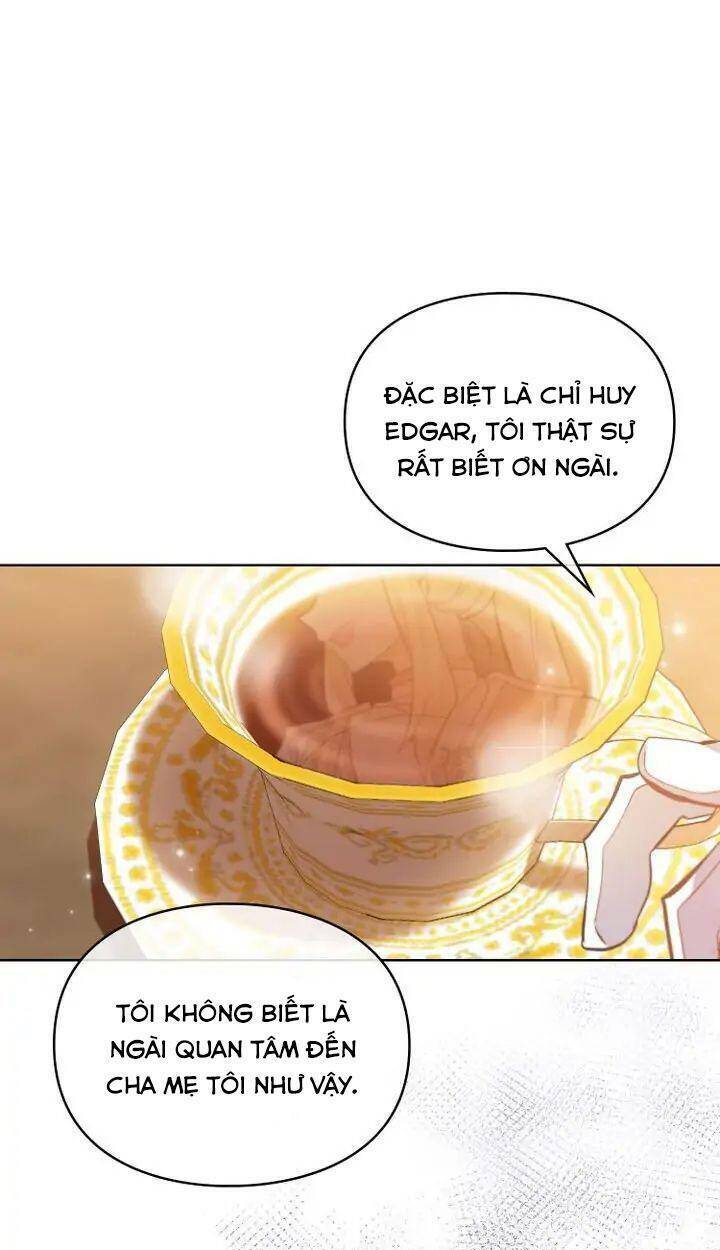 ĐẶC BIỆT LÀ CHỈ HUY
EDGAR, TÔI THẬT SỰ
RẤT BIẾT ƠN NGÀI.
TÔI KHÔNG BIẾT LÀ
NGÀI QUAN TÂM ĐẾN
CHA MẸ TÔI NHƯ VẬY.